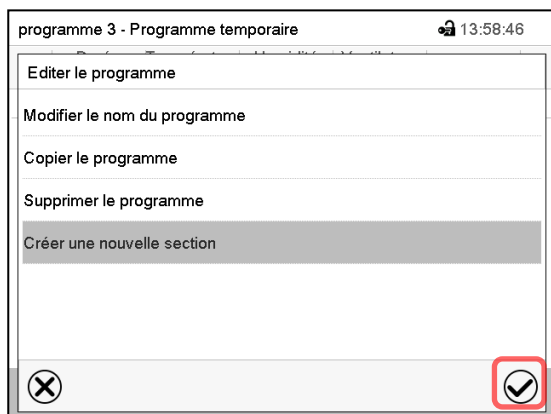 programme 3 - Programme temporaire 13:58:46
Editer le programme
Modifier le nom du programme
Copier le programme
Supprimer le programme
Créer une nouvelle section